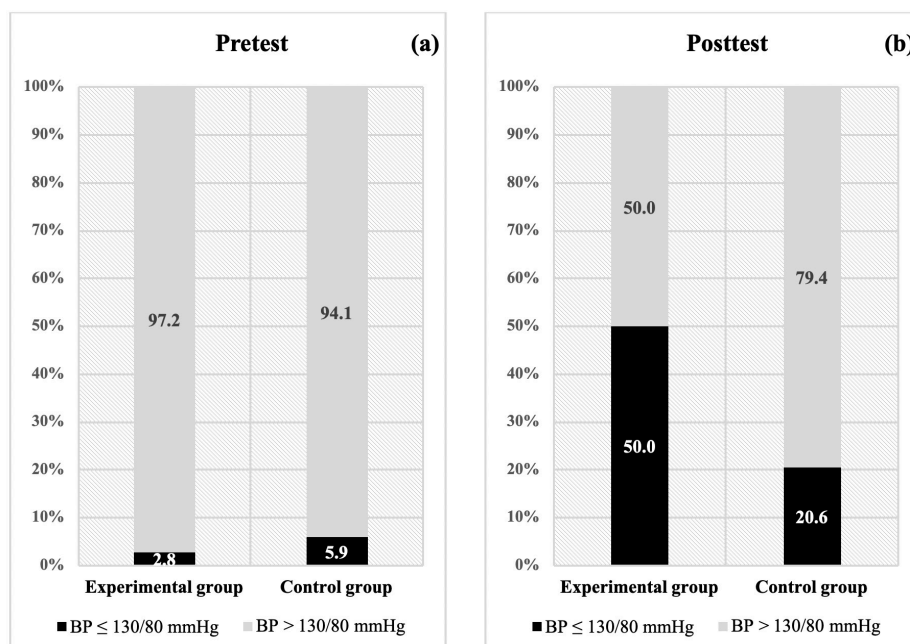 Pretest
(a)
100%
90%
80%
70%
60%
50%
40%
30%
20%
10%
0%
97.2
94.1
2.8
5.9
Experimental group
Control group
BP ≤ 130/80 mmHg
BP > 130/80 mmHg
Posttest
(b)
100%
90%
80%
70%
60%
50%
40%
30%
20%
10%
0%
50.0
79.4
50.0
20.6
Experimental group
Control group
BP ≤ 130/80 mmHg
BP > 130/80 mmHg